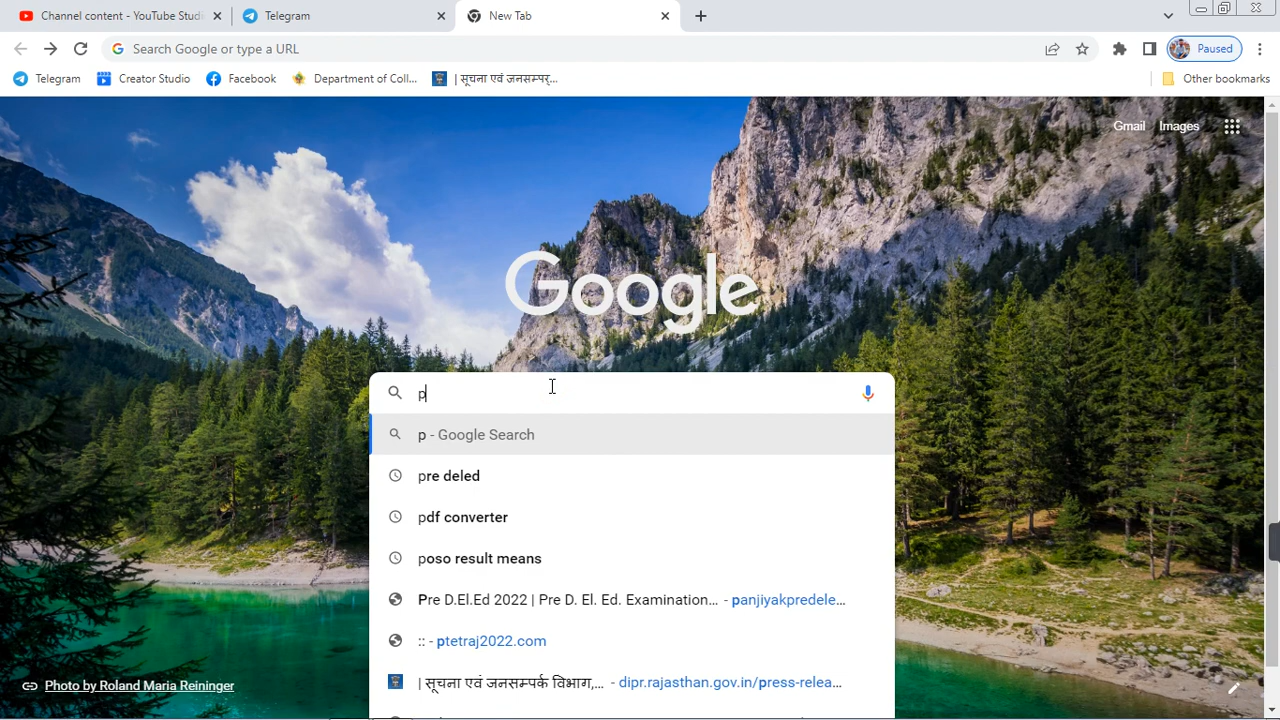 Channel content - YouTube Studi
Telegram
New Tab
Search Google or type a URL
Paused
Telegram
Creator Studio
Facebook
Department of Coll...
| सूचना एवं जनसम्पर्...
Other bookmarks
Gmail
Images
Google
p
p - Google Search
pre deled
pdf converter
poso result means
Pre D.El.Ed 2022 | Pre D. El. Ed. Examination... - panjiyakpredele...
:: - ptetraj2022.com
| सूचना एवं जनसम्पर्क विभाग,... - dipr.rajasthan.gov.in/press-relea...
Photo by Roland Maria Reininger